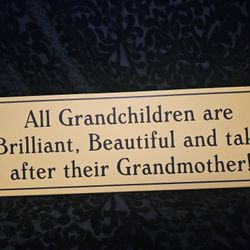 All Grandchildren are
Brilliant, Beautiful and tak
after their Grandmother!